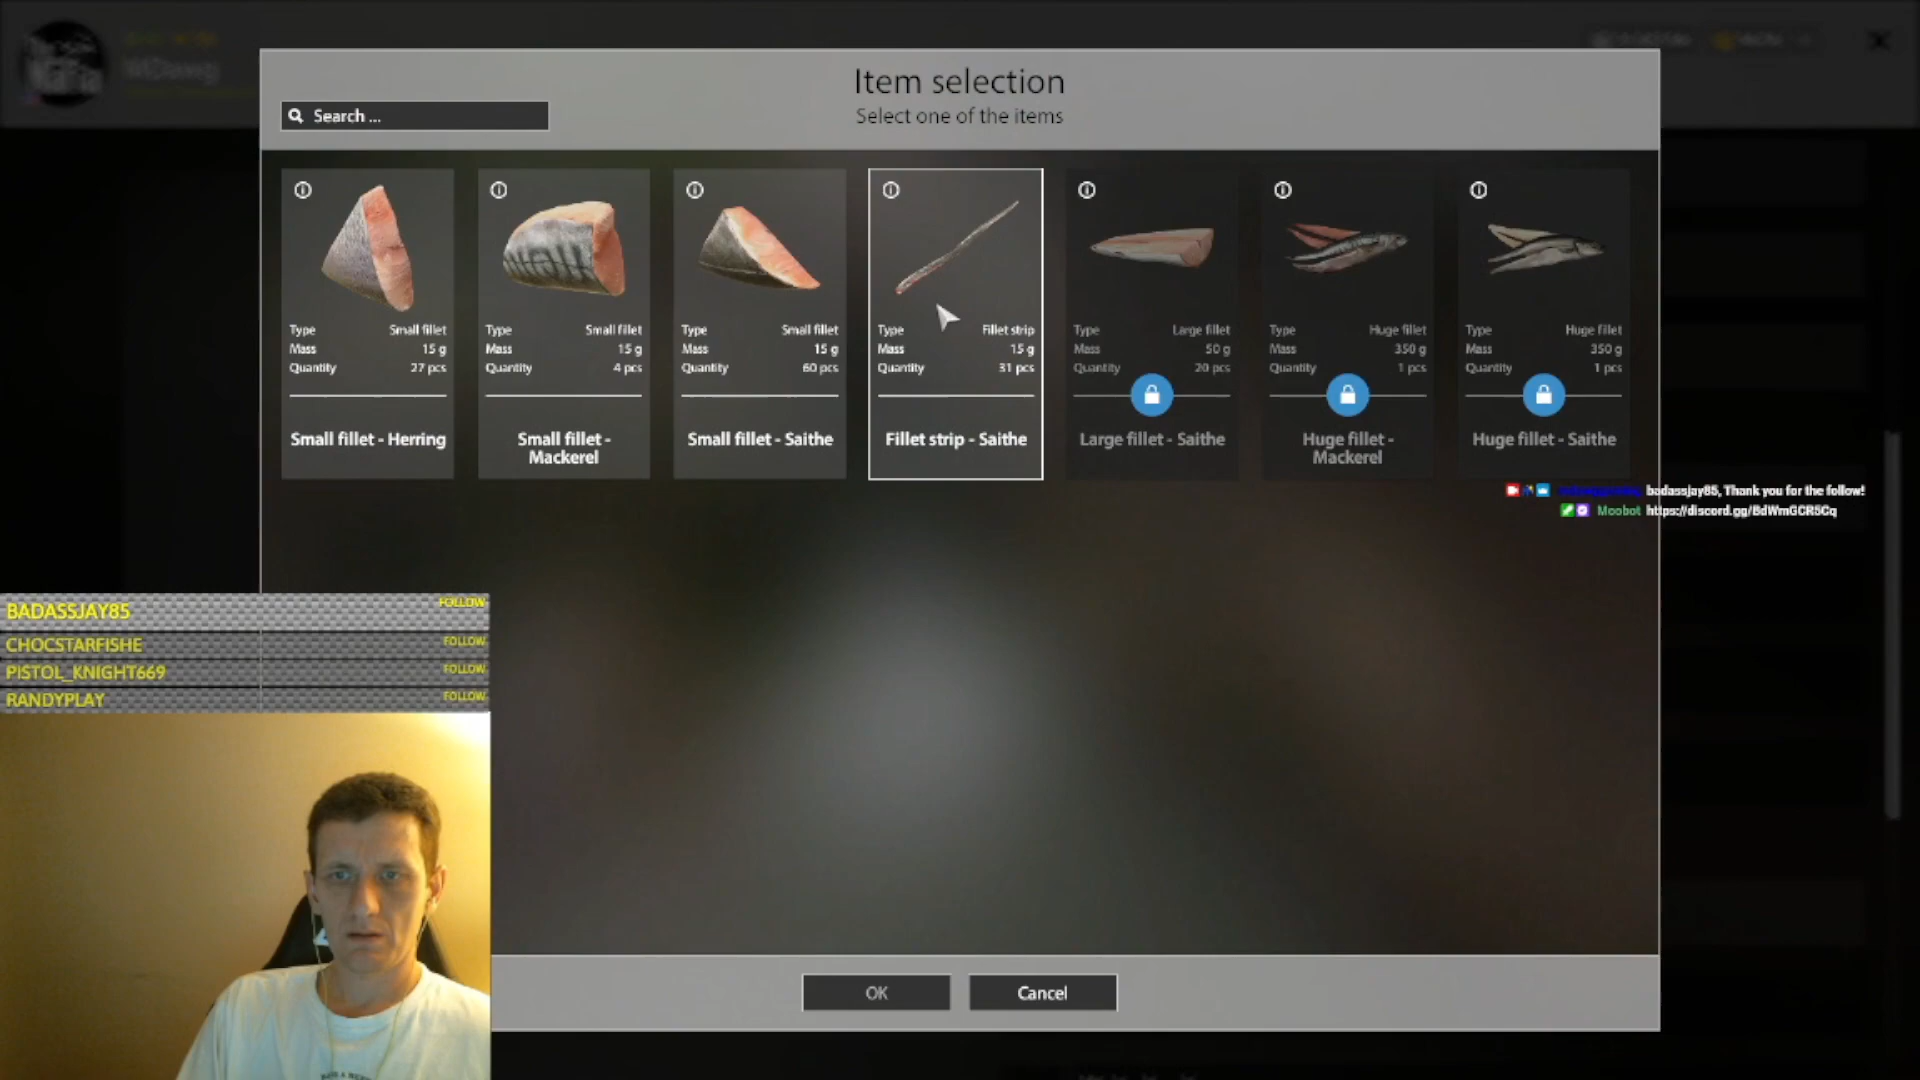 Item selection
Select one of the items
Search ...
Type Small fillet
Mass 15 g
Quantity 27 pcs
Small fillet - Herring
Type Small fillet
Mass 15 g
Quantity 4 pcs
Small fillet -
Mackerel
Type Small fillet
Mass 15 g
Quantity 60 pcs
Small fillet - Saithe
Type Fillet strip
Mass 15 g
Quantity 31 pcs
Fillet strip - Saithe
Type Large fillet
Mass 50 g
Quantity 20 pcs
Large fillet - Saithe
Type Huge fillet
Mass 350 g
Quantity 1 pcs
Huge fillet -
Mackerel
Type Huge fillet
Mass 350 g
Quantity 1 pcs
Huge fillet - Saithe
badassjay85, Thank you for the follow!
Moobot https://discord.gg/BdWmGCR5Cq
BADASSJAY85 FOLLOW
CHOCSTARFISHE FOLLOW
PISTOL_KNIGHT669 FOLLOW
RANDYPLAY FOLLOW
OK
Cancel